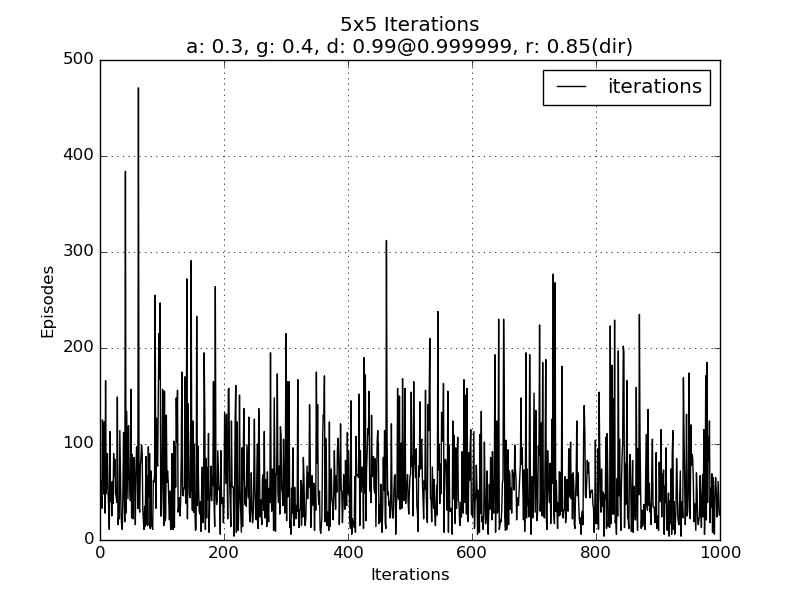 5x5 Iterations
a: 0.3, g: 0.4, d: 0.99@0.999999, r: 0.85(dir)
500
iterations
400
300
Episodes
200
100
0
0 200 400 600 800 1000
Iterations